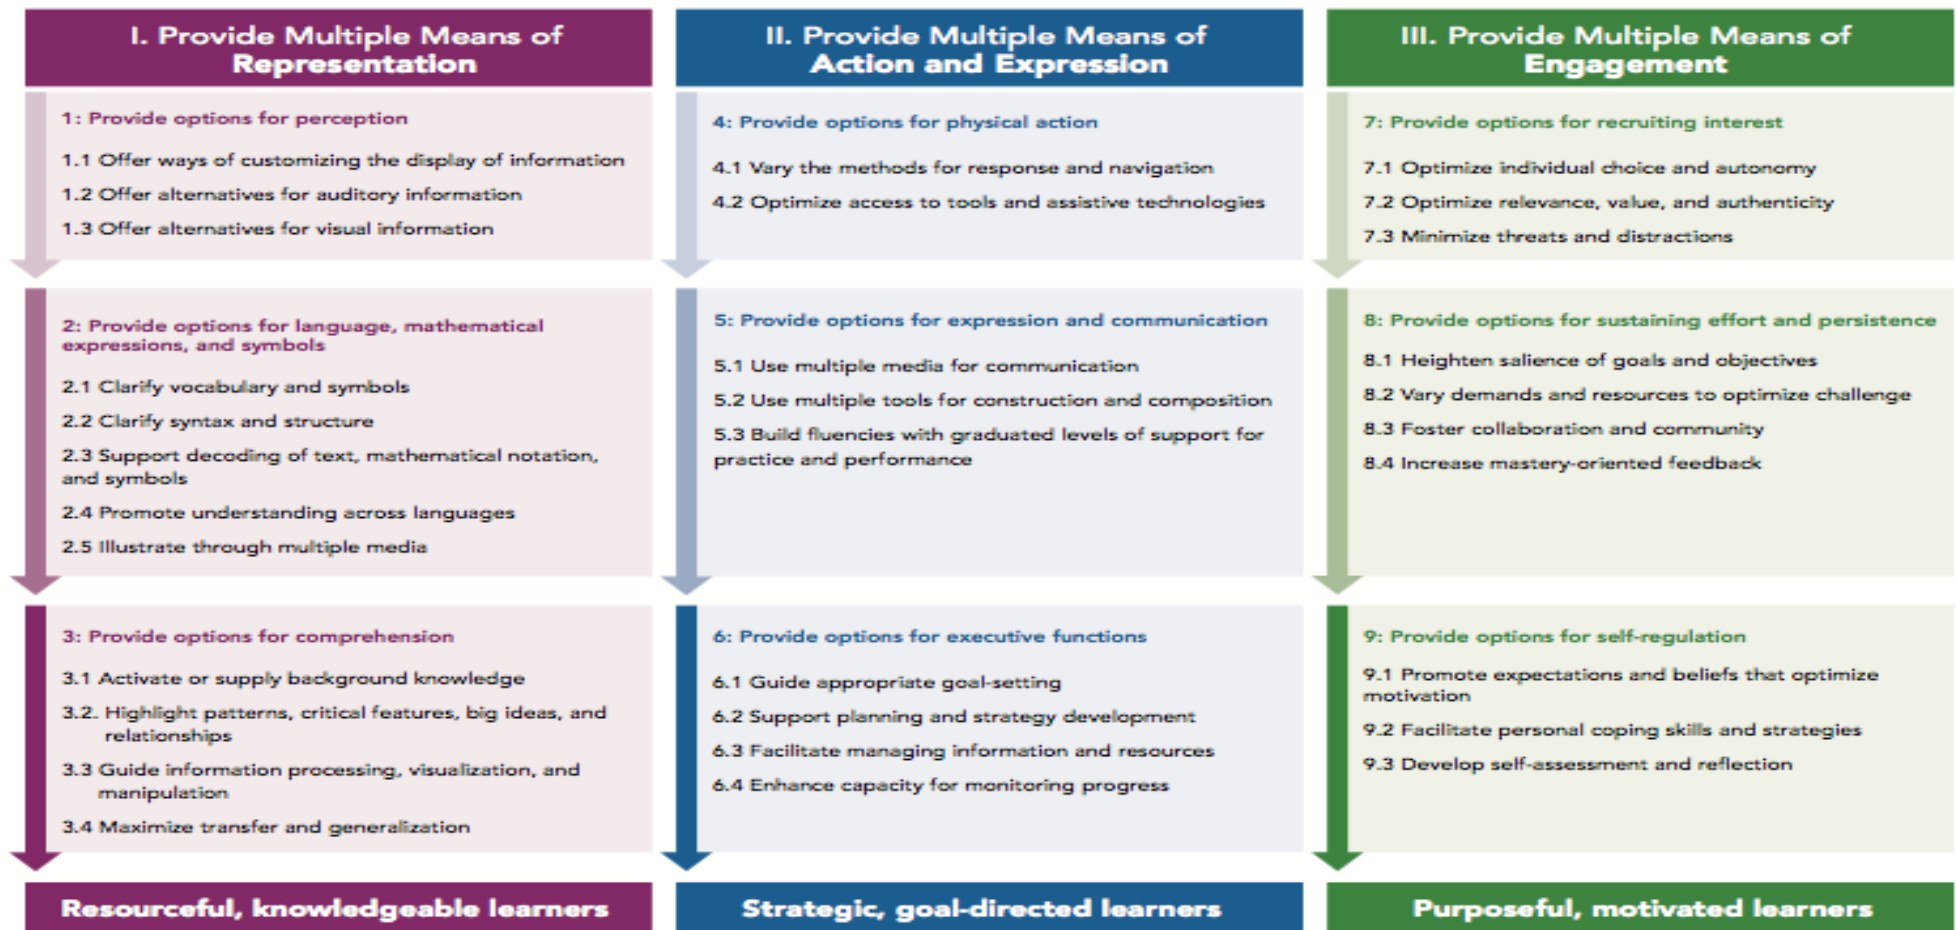 I. Provide Multiple Means of
Representation
1: Provide options for perception
1.1 Offer ways of customizing the display of information
1.2 Offer alternatives for auditory information
1.3 Offer alternatives for visual information
2: Provide options for language, mathematical
expressions, and symbols
2.1 Clarify vocabulary and symbols
2.2 Clarify syntax and structure
2.3 Support decoding of text, mathematical notation,
and symbols
2.4 Promote understanding across languages
2.5 Illustrate through multiple media
3: Provide options for comprehension
3.1 Activate or supply background knowledge
3.2. Highlight patterns, critical features, big ideas, and
relationships
3.3 Guide information processing, visualization, and
manipulation
3.4 Maximize transfer and generalization
Resourceful, knowledgeable learners
II. Provide Multiple Means of
Action and Expression
4: Provide options for physical action
4.1 Vary the methods for response and navigation
4.2 Optimize access to tools and assistive technologies
5: Provide options for expression and communication
5.1 Use multiple media for communication
5.2 Use multiple tools for construction and composition
5.3 Build fluencies with graduated levels of support for
practice and performance
6: Provide options for executive functions
6.1 Guide appropriate goal-setting
6.2 Support planning and strategy development
6.3 Facilitate managing information and resources
6.4 Enhance capacity for monitoring progress
Strategic, goal-directed learners
III. Provide Multiple Means of
Engagement
7: Provide options for recruiting interest
7.1 Optimize individual choice and autonomy
7.2 Optimize relevance, value, and authenticity
7.3 Minimize threats and distractions
8: Provide options for sustaining effort and persistence
8.1 Heighten salience of goals and objectives
8.2 Vary demands and resources to optimize challenge
8.3 Foster collaboration and community
8.4 Increase mastery-oriented feedback
9: Provide options for self-regulation
9.1 Promote expectations and beliefs that optimize
motivation
9.2 Facilitate personal coping skills and strategies
9.3 Develop self-assessment and reflection
Purposeful, motivated learners